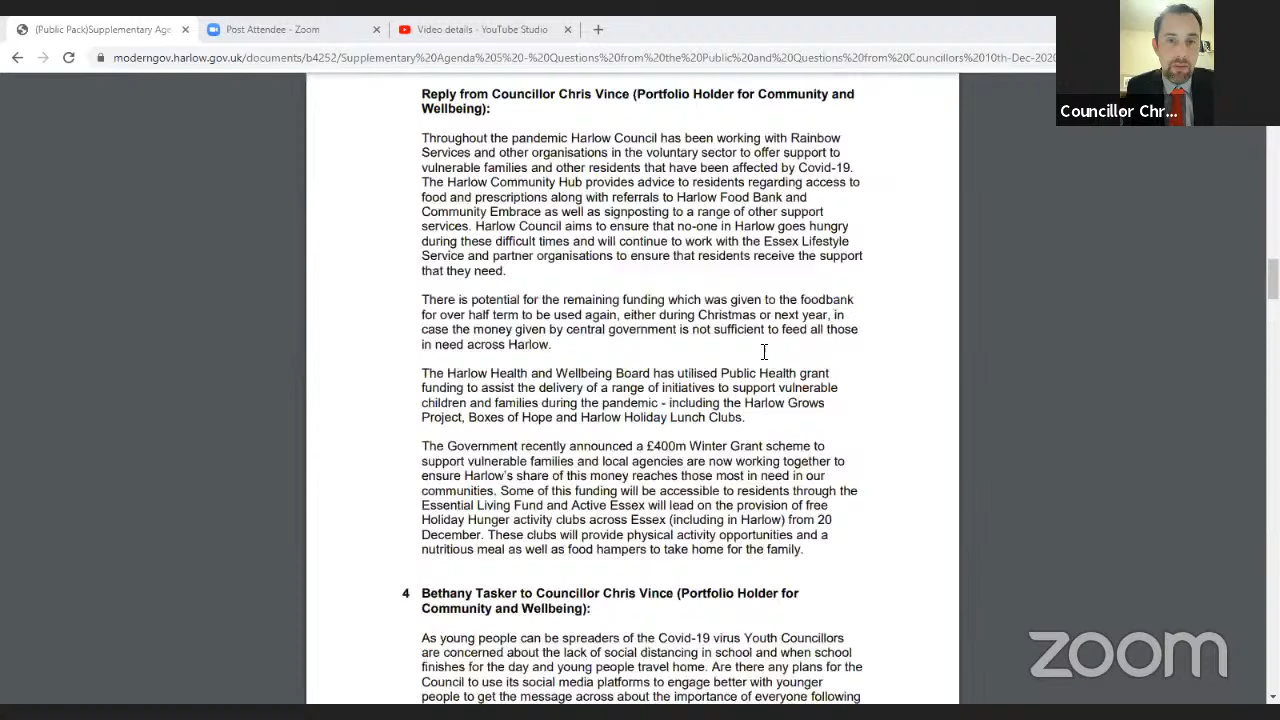 (Public Pack)Supplementary Age
Post Attendee - Zoom
Video details - YouTube Studio
moderngov.harlow.gov.uk/documents/b4252/Supplementary%20Agenda%205%20-%20Questions%20from%20the%20Public%20and%20Questions%20from%20Councillors%2010th-Dec-2020
Councillor Chr...
Reply from Councillor Chris Vince (Portfolio Holder for Community and
Wellbeing):
Throughout the pandemic Harlow Council has been working with Rainbow
Services and other organisations in the voluntary sector to offer support to
vulnerable families and other residents that have been affected by Covid-19.
The Harlow Community Hub provides advice to residents regarding access to
food and prescriptions along with referrals to Harlow Food Bank and
Community Embrace as well as signposting to a range of other support
services. Harlow Council aims to ensure that no-one in Harlow goes hungry
during these difficult times and will continue to work with the Essex Lifestyle
Service and partner organisations to ensure that residents receive the support
that they need.
There is potential for the remaining funding which was given to the foodbank
for over half term to be used again, either during Christmas or next year, in
case the money given by central government is not sufficient to feed all those
in need across Harlow.
The Harlow Health and Wellbeing Board has utilised Public Health grant
funding to assist the delivery of a range of initiatives to support vulnerable
children and families during the pandemic - including the Harlow Grows
Project, Boxes of Hope and Harlow Holiday Lunch Clubs.
The Government recently announced a £400m Winter Grant scheme to
support vulnerable families and local agencies are now working together to
ensure Harlow's share of this money reaches those most in need in our
communities. Some of this funding will be accessible to residents through the
Essential Living Fund and Active Essex will lead on the provision of free
Holiday Hunger activity clubs across Essex (including in Harlow) from 20
December. These clubs will provide physical activity opportunities and a
nutritious meal as well as food hampers to take home for the family.
4 Bethany Tasker to Councillor Chris Vince (Portfolio Holder for
Community and Wellbeing):
As young people can be spreaders of the Covid-19 virus Youth Councillors
are concerned about the lack of social distancing in school and when school
finishes for the day and young people travel home. Are there any plans for the
Council to use its social media platforms to engage better with younger
people to get the message across about the importance of everyone following
zoom